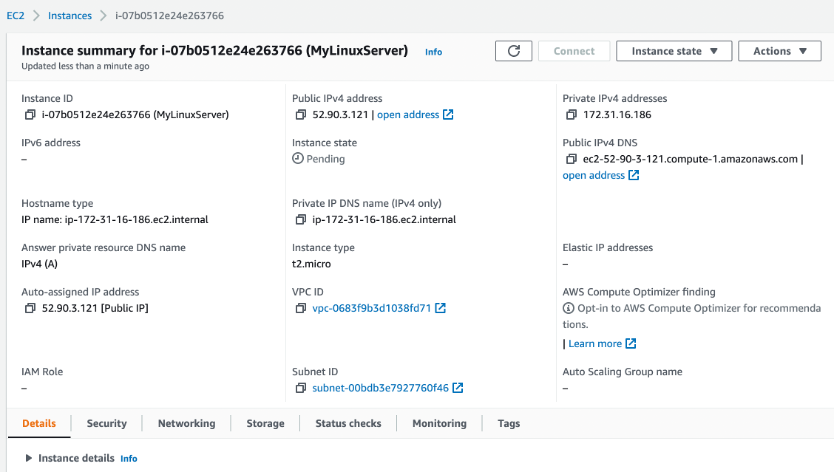 EC2 > Instances > i-07b0512e24e263766
Instance summary for i-07b0512e24e263766 (MyLinuxServer) Info
Updated less than a minute ago
Connect
Instance state ▼
Actions ▼
Instance ID
i-07b0512e24e263766 (MyLinuxServer)
Public IPv4 address
52.90.3.121 | open address
Private IPv4 addresses
172.31.16.186
IPv6 address
–
Instance state
Pending
Public IPv4 DNS
ec2-52-90-3-121.compute-1.amazonaws.com |
open address
Hostname type
IP name: ip-172-31-16-186.ec2.internal
Private IP DNS name (IPv4 only)
ip-172-31-16-186.ec2.internal
Answer private resource DNS name
IPv4 (A)
Instance type
t2.micro
Elastic IP addresses
–
Auto-assigned IP address
52.90.3.121 [Public IP]
VPC ID
vpc-0683f9b3d1038fd71
AWS Compute Optimizer finding
Opt-in to AWS Compute Optimizer for recommenda
tions.
| Learn more
IAM Role
–
Subnet ID
subnet-00bdb3e7927760f46
Auto Scaling Group name
–
Details
Security
Networking
Storage
Status checks
Monitoring
Tags
▶ Instance details Info